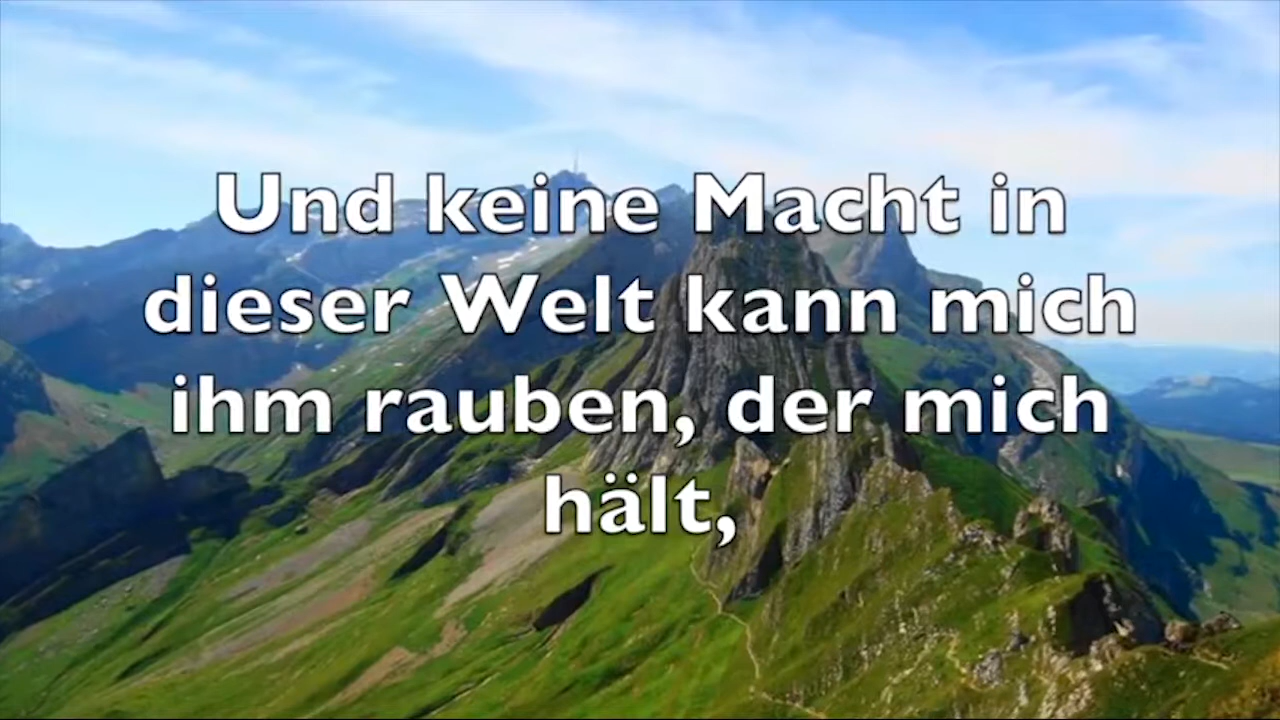 Und keine Macht in
dieser Welt kann mich
ihm rauben, der mich
hält,